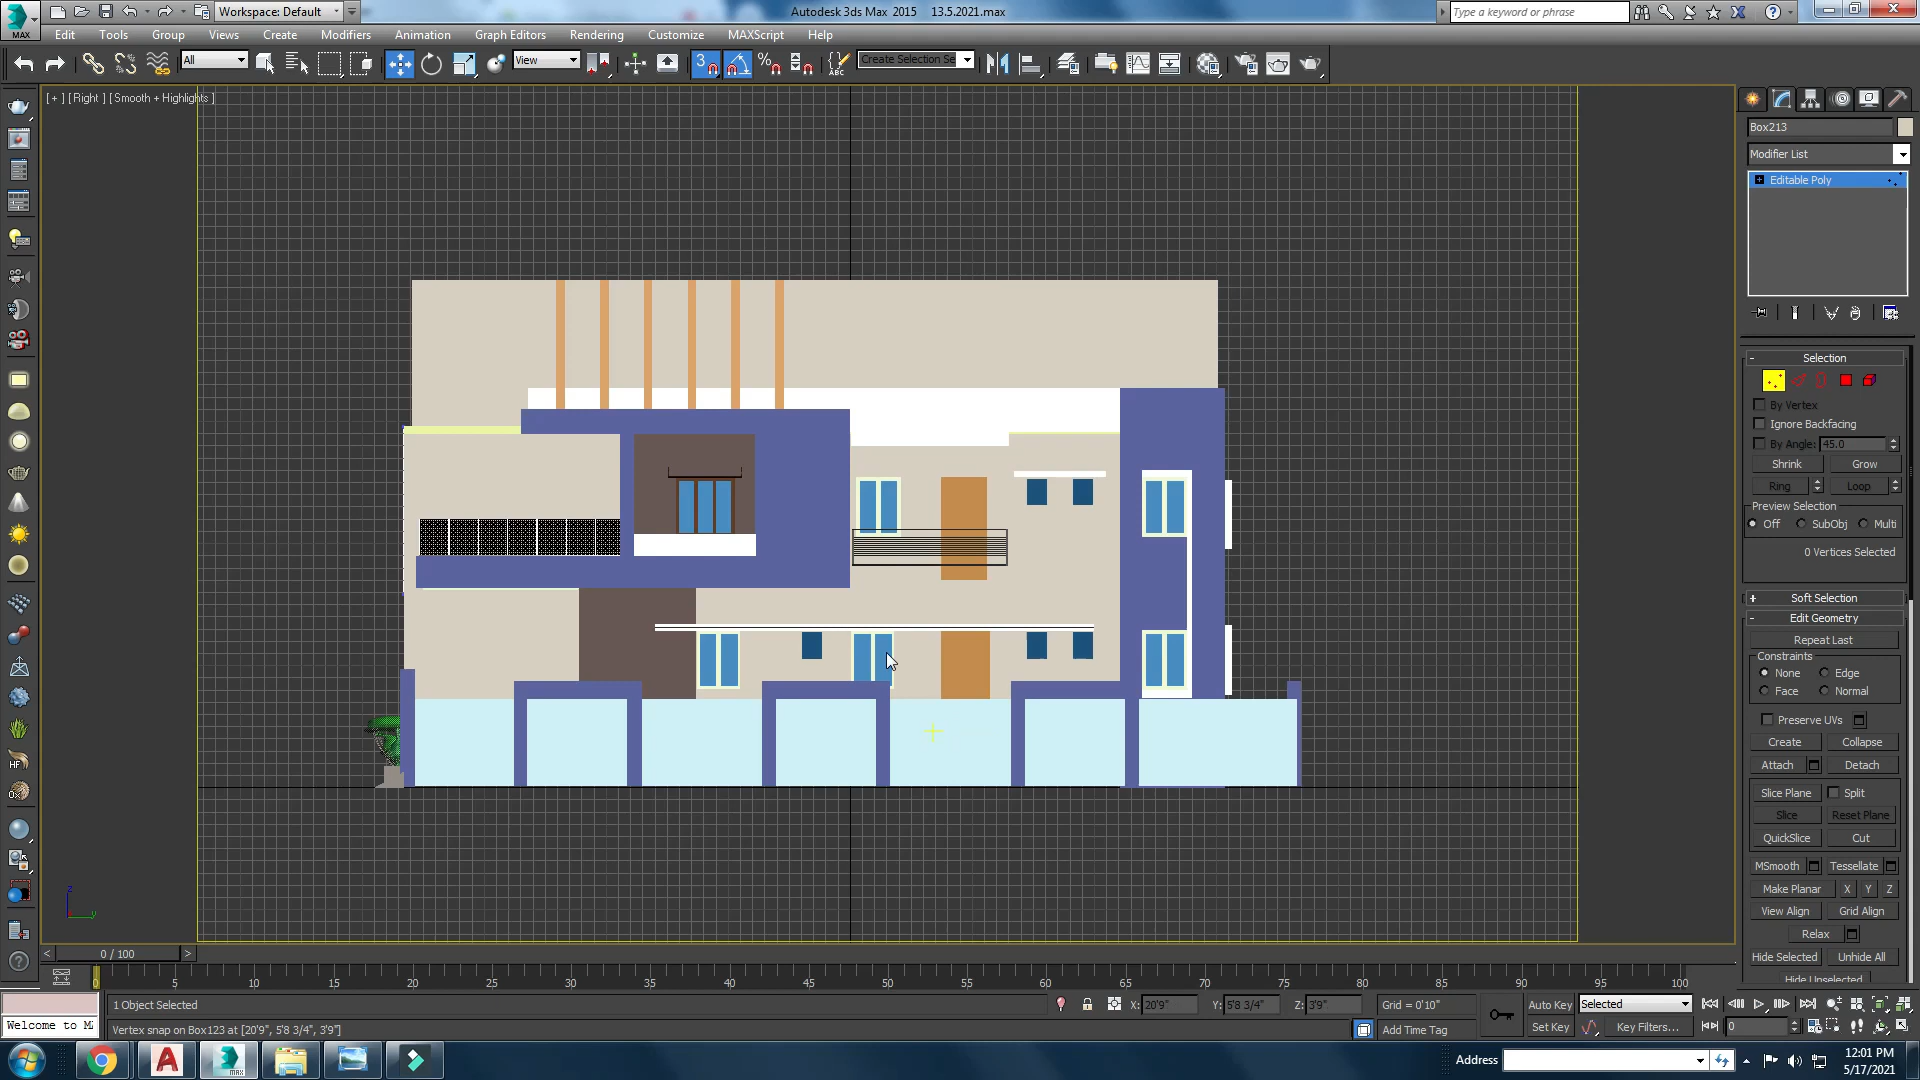 Workspace: Default
Autodesk 3ds Max 2015 13.5.2021.max
Type a keyword or phrase
MAX
Edit Tools Group Views Create Modifiers Animation Graph Editors Rendering Customize MAXScript Help
All
View
3
ABC
Create Selection Se
[ + ] [ Right ] [ Smooth + Highlights ]
Box213
Modifier List
Editable Poly
Selection
By Vertex
Ignore Backfacing
By Angle: 45.0
Shrink Grow
Ring Loop
Preview Selection
Off SubObj Multi
0 Vertices Selected
Soft Selection
Edit Geometry
Repeat Last
Constraints
None Edge
Face Normal
Preserve UVs
Create Collapse
Attach Detach
Slice Plane Split
Slice Reset Plane
QuickSlice Cut
MSmooth Tessellate
Make Planar X Y Z
View Align Grid Align
Relax
Hide Selected Unhide All
Hide Unselected
HF
z
y
0 / 100
0 5 10 15 20 25 30 35 40 45 50 55 60 65 70 75 80 85 90 95 100
1 Object Selected
X: 20'9" Y: 5'8 3/4" Z: 3'9" Grid = 0'10"
Auto Key Selected
Welcome to M
Vertex snap on Box123 at [20'9", 5'8 3/4", 3'9"]
Add Time Tag
Set Key Key Filters... 0
Address
12:01 PM
5/17/2021